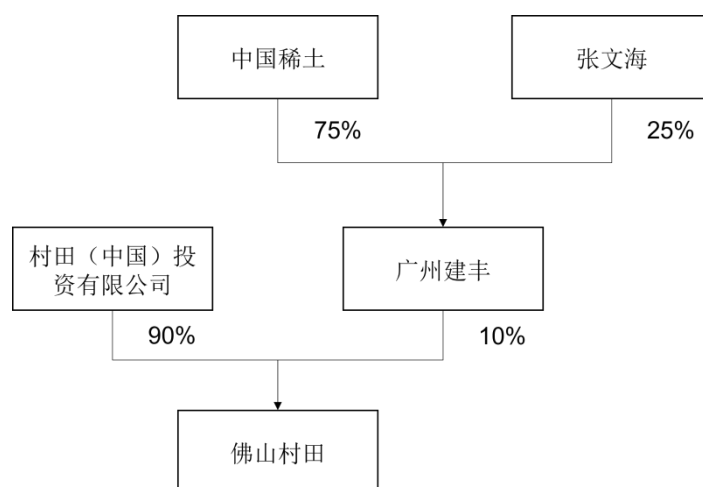 中国稀土
张文海
75%
25%
村田（中国）投
资有限公司
广州建丰
90%
10%
佛山村田